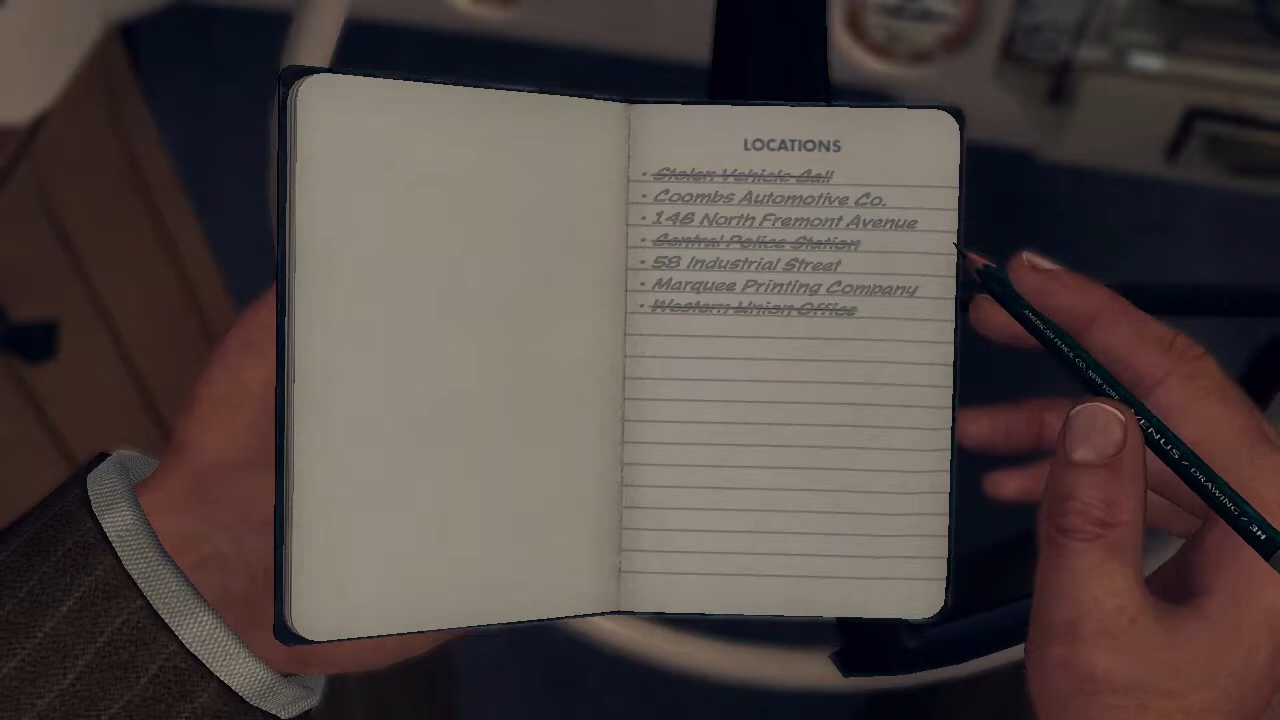 LOCATIONS
• Stolen Vehicle Call
• Coombs Automotive Co.
• 146 North Fremont Avenue
• Central Police Station
• 58 Industrial Street
• Marquee Printing Company
• Western Union Office
AMERICAN PENCIL CO. NEW YORK
VENUS / DRAWING / 3H